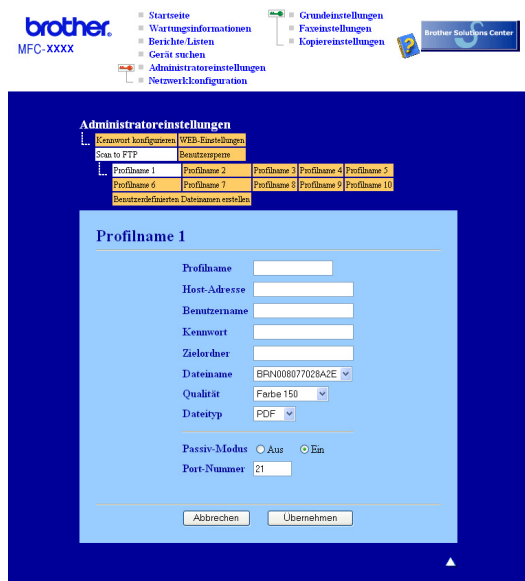 brother.
MFC-XXXX
Startseite
Wartungsinformationen
Berichte/Listen
Gerät suchen
Administratoreinstellungen
Netzwerkkonfiguration
Grundeinstellungen
Faxeinstellungen
Kopiereinstellungen
Brother Solutions Center
Administratoreinstellungen
Kennwort konfigurieren WEB-Einstellungen
Scan to FTP Benutzersperre
Profilname 1 Profilname 2 Profilname 3 Profilname 4 Profilname 5
Profilname 6 Profilname 7 Profilname 8 Profilname 9 Profilname 10
Benutzerdefinierten Dateinamen erstellen
Profilname 1
Profilname
Host-Adresse
Benutzername
Kennwort
Zielordner
Dateiname BRN008077028A2E
Qualität Farbe 150
Dateityp PDF
Passiv-Modus Aus Ein
Port-Nummer 21
Abbrechen Übernehmen